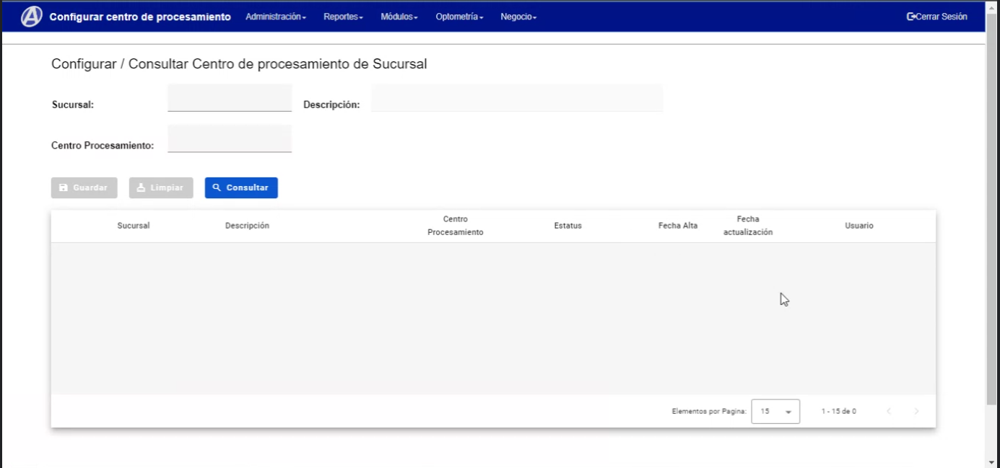 Configurar centro de procesamiento Administración Reportes Módulos Optometría Negocio Cerrar Sesión
Configurar / Consultar Centro de procesamiento de Sucursal
Sucursal: Descripción:
Centro Procesamiento:
Guardar Limpiar Consultar
Sucursal Descripción Centro Procesamiento Estatus Fecha Alta Fecha actualización Usuario
Elementos por Pagina: 15 1 - 15 de 0